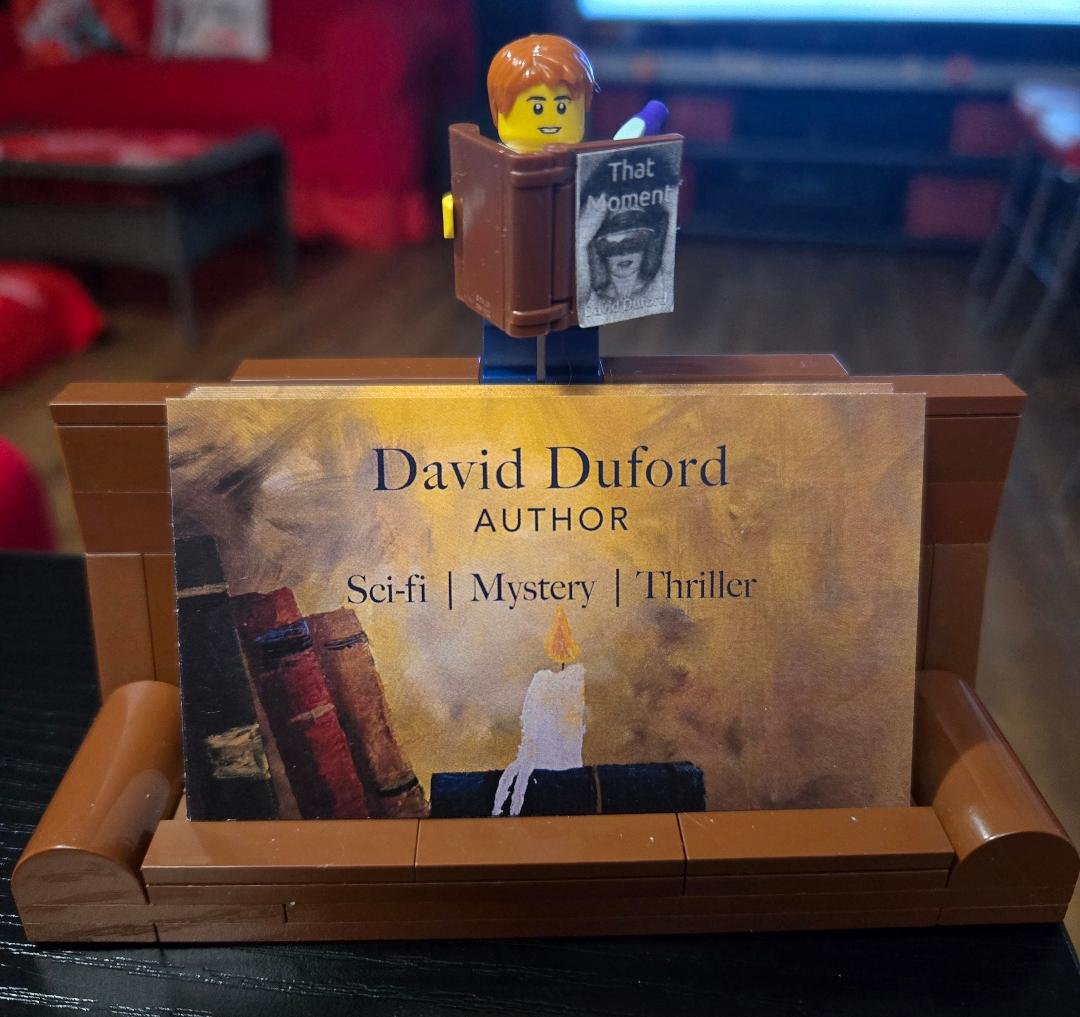 That
Moment
David Duford
David Duford
AUTHOR
Sci-fi | Mystery | Thriller